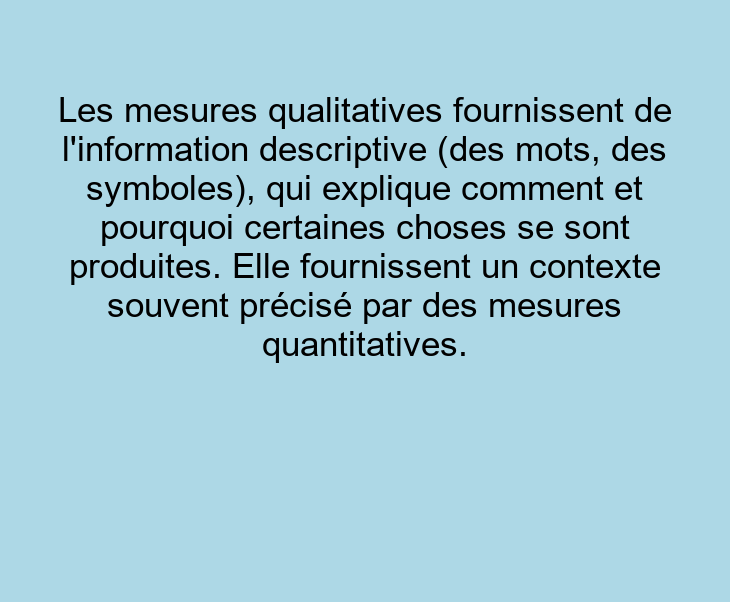 Les mesures qualitatives fournissent de
l'information descriptive (des mots, des
symboles), qui explique comment et
pourquoi certaines choses se sont
produites. Elle fournissent un contexte
souvent précisé par des mesures
quantitatives.